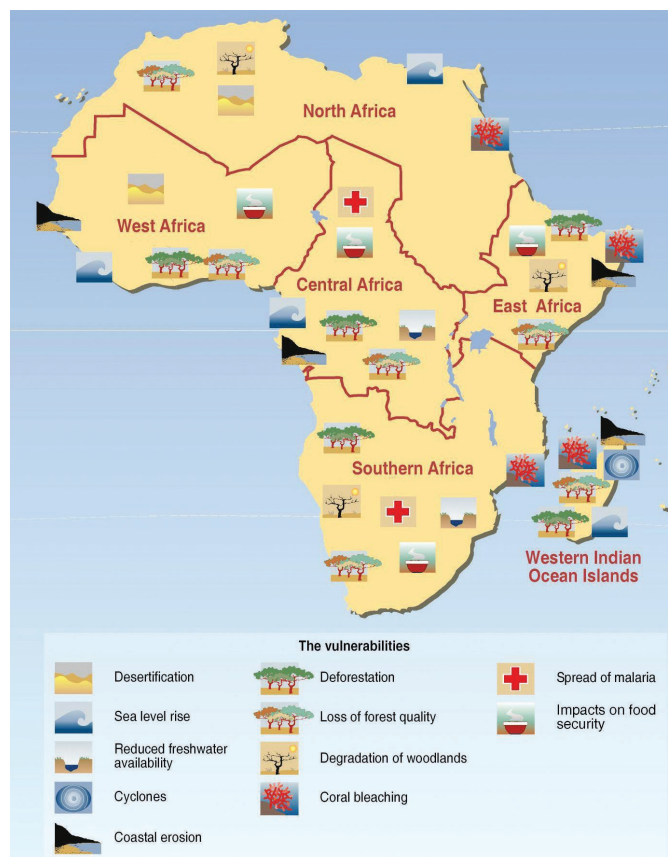 North Africa
West Africa
Central Africa
East Africa
Southern Africa
Western Indian
Ocean Islands
The vulnerabilities
Desertification
Deforestation
Spread of malaria
Sea level rise
Loss of forest quality
Impacts on food
security
Reduced freshwater
availability
Degradation of woodlands
Cyclones
Coral bleaching
Coastal erosion